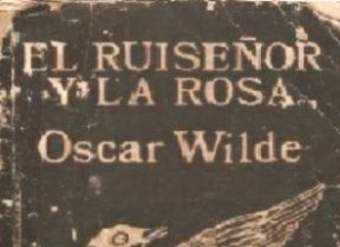 EL RUISEÑOR
Y LA ROSA
Oscar Wilde